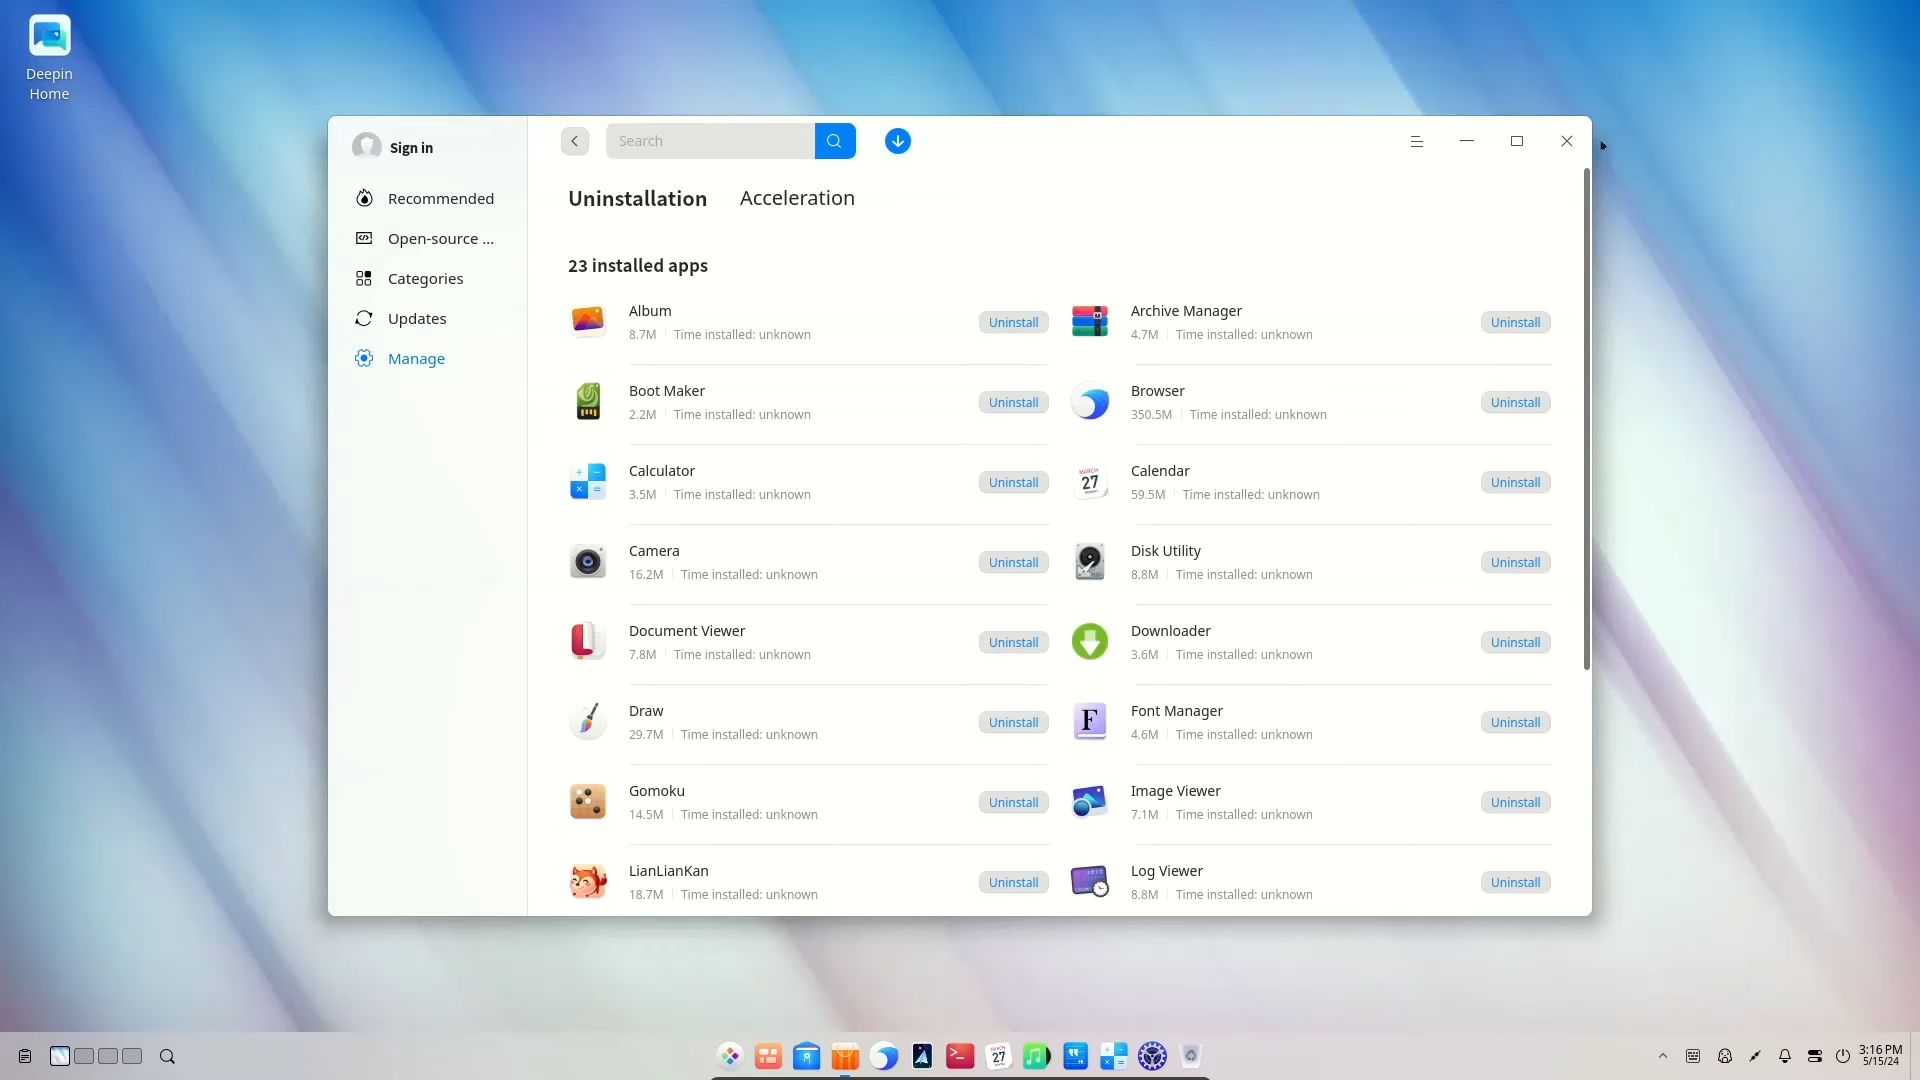 Deepin
Home
Sign in
Search
Recommended
Open-source ...
Categories
Updates
Manage
Uninstallation
Acceleration
23 installed apps
Album
8.7M Time installed: unknown
Uninstall
Archive Manager
4.7M Time installed: unknown
Uninstall
Boot Maker
2.2M Time installed: unknown
Uninstall
Browser
350.5M Time installed: unknown
Uninstall
Calculator
3.5M Time installed: unknown
Uninstall
MARCH
27
Calendar
59.5M Time installed: unknown
Uninstall
Camera
16.2M Time installed: unknown
Uninstall
Disk Utility
8.8M Time installed: unknown
Uninstall
Document Viewer
7.8M Time installed: unknown
Uninstall
Downloader
3.6M Time installed: unknown
Uninstall
Draw
29.7M Time installed: unknown
Uninstall
F
Font Manager
4.6M Time installed: unknown
Uninstall
Gomoku
14.5M Time installed: unknown
Uninstall
Image Viewer
7.1M Time installed: unknown
Uninstall
LianLianKan
18.7M Time installed: unknown
Uninstall
Log Viewer
8.8M Time installed: unknown
Uninstall
27
3:16 PM
5/15/24